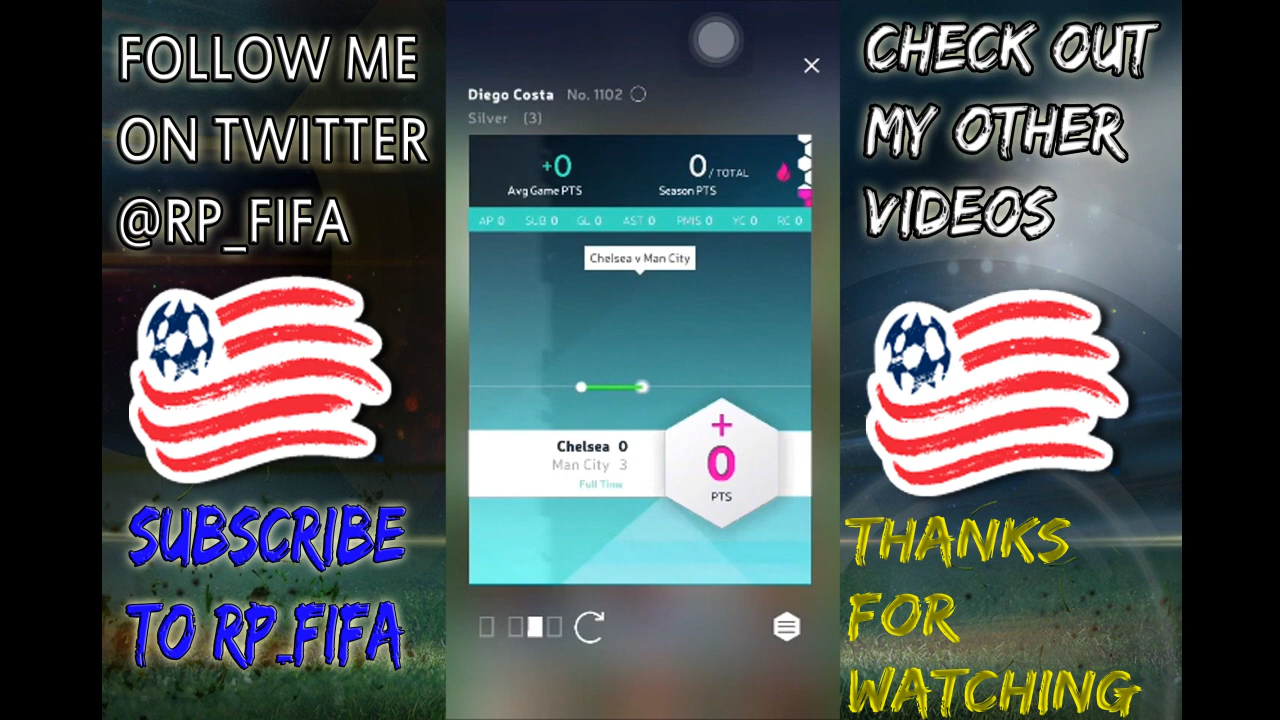 FOLLOW ME
ON TWITTER
@RP_FIFA
SUBSCRIBE
TO RP_FIFA
Diego Costa No. 1102
Silver (3)
+0
Avg Game PTS
0 / TOTAL
Season PTS
AP 0 SUB 0 GL 0 AST 0 PMIS 0 YC 0 RC 0
Chelsea v Man City
Chelsea 0
Man City 3
Full Time
+
0
PTS
CHECK OUT
MY OTHER
VIDEOS
THANKS
FOR
WATCHING